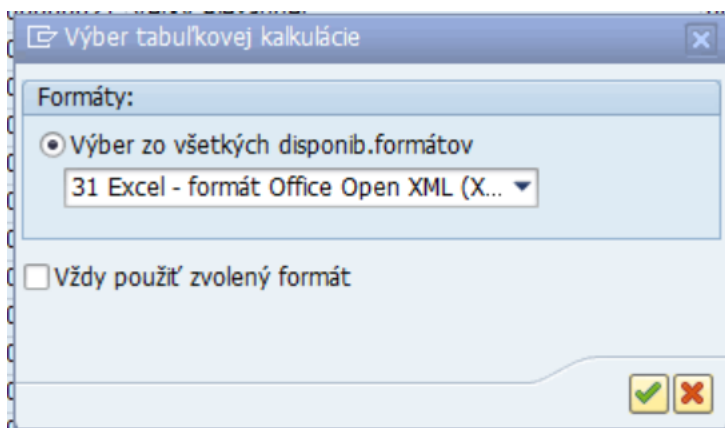 Výber tabuľkovej kalkulácie
Formáty:
Výber zo všetkých disponib.formátov
31 Excel - formát Office Open XML (X...
Vždy použiť zvolený formát